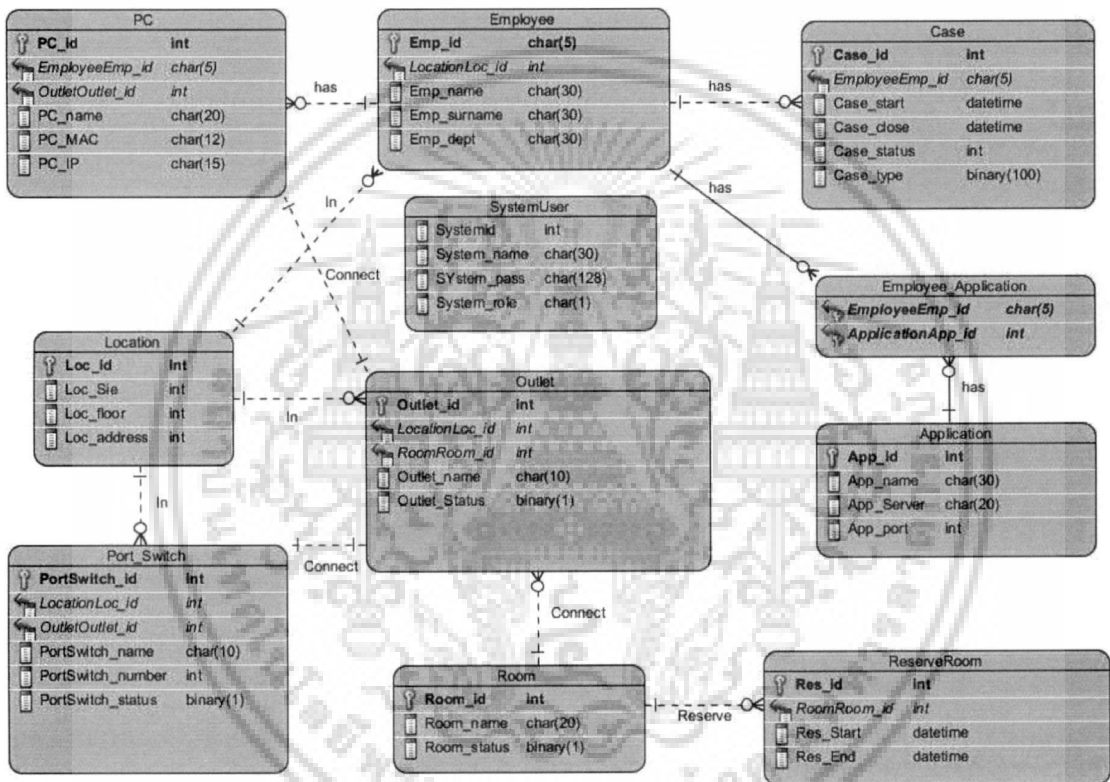 PC
PC_id int
EmployeeEmp_id char(5)
OutletOutlet_id int
PC_name char(20)
PC_MAC char(12)
PC_IP char(15)
has
Employee
Emp_id char(5)
LocationLoc_id int
Emp_name char(30)
Emp_surname char(30)
Emp_dept char(30)
has
Case
Case_id int
EmployeeEmp_id char(5)
Case_start datetime
Case_close datetime
Case_status int
Case_type binary(100)
In
has
SystemUser
Systemid int
System_name char(30)
SYstem_pass char(128)
System_role char(1)
Connect
Employee_Application
EmployeeEmp_id char(5)
ApplicationApp_id int
has
Location
Loc_id int
Loc_Sie int
Loc_floor int
Loc_address int
In
Outlet
Outlet_id int
LocationLoc_id int
RoomRoom_id int
Outlet_name char(10)
Outlet_Status binary(1)
Application
App_id int
App_name char(30)
App_Server char(20)
App_port int
In
Port_Switch
PortSwitch_id int
LocationLoc_id int
OutletOutlet_id int
PortSwitch_name char(10)
PortSwitch_number int
PortSwitch_status binary(1)
Connect
Connect
Room
Room_id int
Room_name char(20)
Room_status binary(1)
Reserve
ReserveRoom
Res_id int
RoomRoom_id int
Res_Start datetime
Res_End datetime